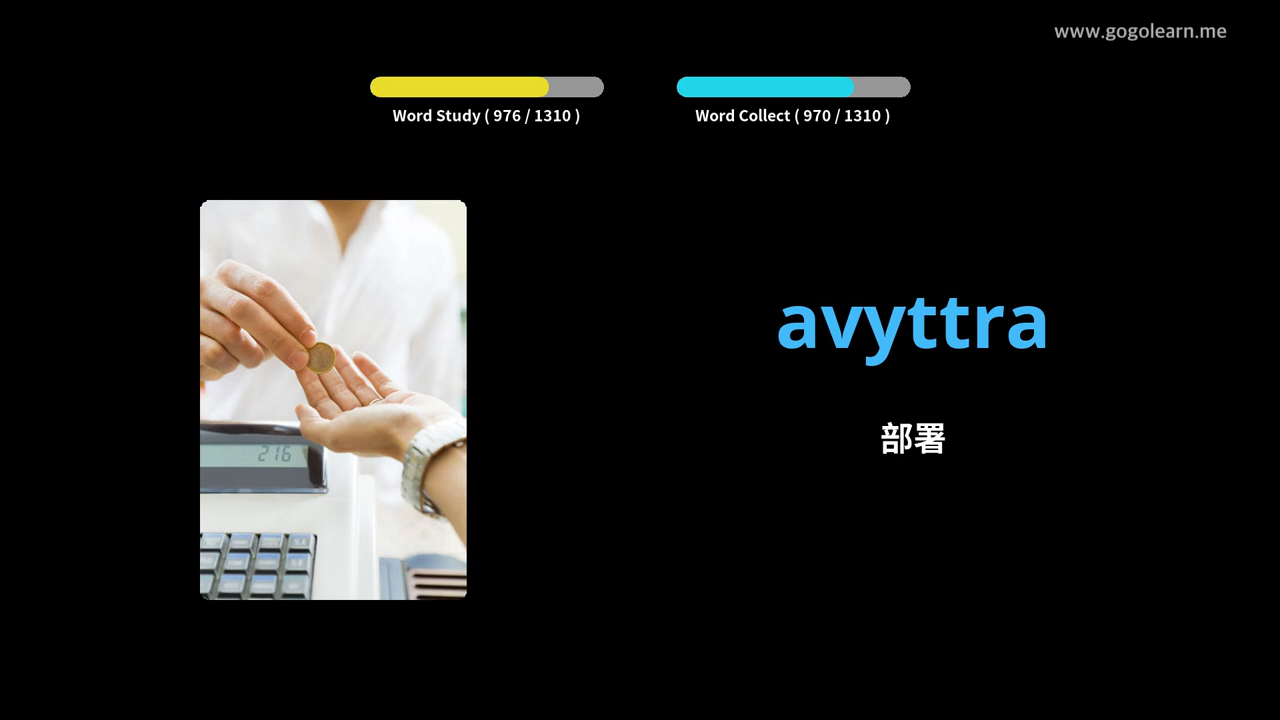 www.gogolearn.me
Word Study ( 976 / 1310 )
Word Collect ( 970 / 1310 )
avyttra
部署
216